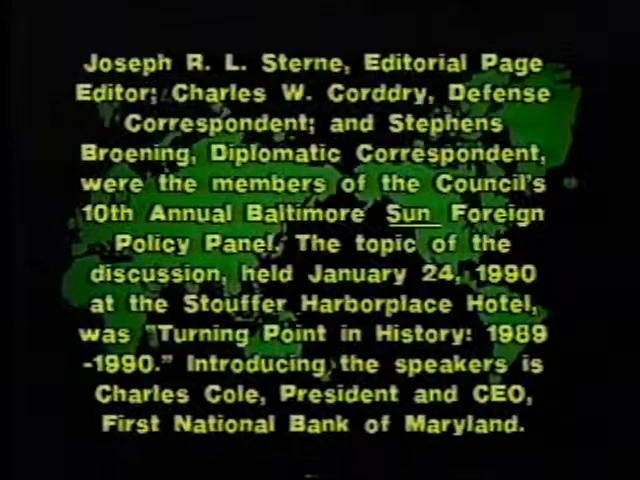 Joseph R. L. Sterne, Editorial Page
Editor; Charles W. Corddry, Defense
Correspondent; and Stephens
Broening, Diplomatic Correspondent,
were the members of the Council's
10th Annual Baltimore Sun Foreign
Policy Panel. The topic of the
discussion, held January 24, 1990
at the Stouffer Harborplace Hotel,
was "Turning Point in History: 1989
-1990." Introducing the speakers is
Charles Cole, President and CEO,
First National Bank of Maryland.